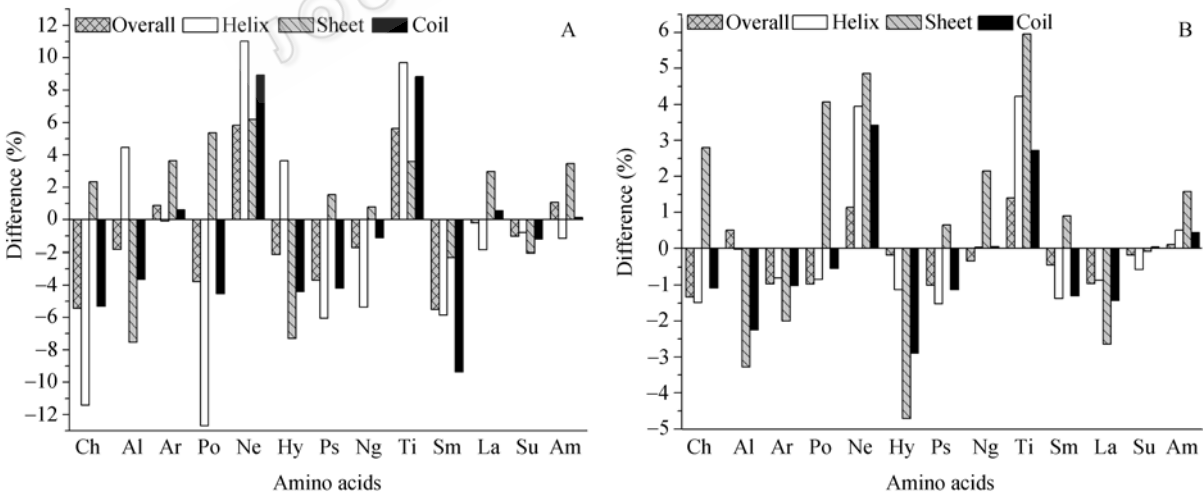 JOU
Overall Helix Sheet Coil
A
Difference (%)
12
10
8
6
4
2
0
−2
−4
−6
−8
−10
−12
Ch Al Ar Po Ne Hy Ps Ng Ti Sm La Su Am
Amino acids
Overall Helix Sheet Coil
B
Difference (%)
6
5
4
3
2
1
0
−1
−2
−3
−4
−5
Ch Al Ar Po Ne Hy Ps Ng Ti Sm La Su Am
Amino acids